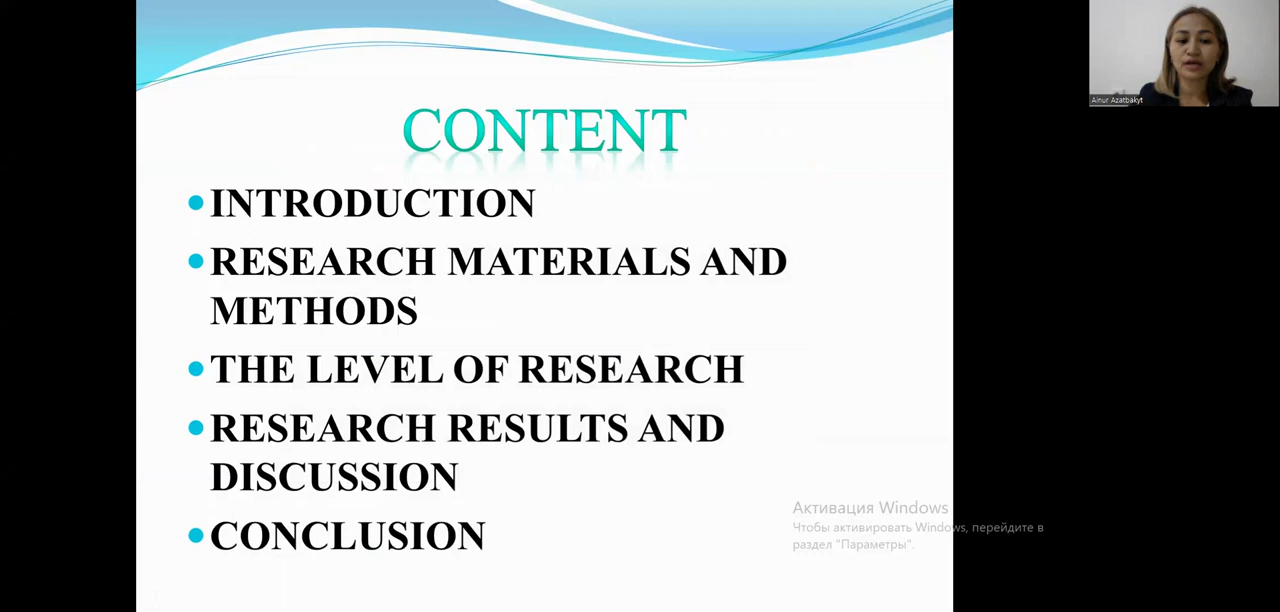 Ainur Azatbakyt
CONTENT
INTRODUCTION
RESEARCH MATERIALS AND
METHODS
THE LEVEL OF RESEARCH
RESEARCH RESULTS AND
DISCUSSION
CONCLUSION
Активация Windows
Чтобы активировать Windows, перейдите в
раздел "Параметры".